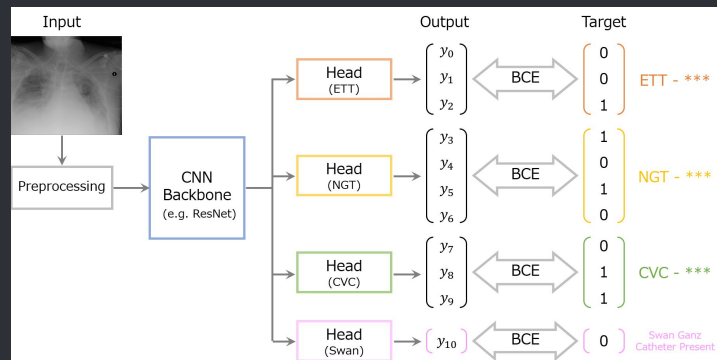 Input
Output
Target
Preprocessing
CNN
Backbone
(e.g. ResNet)
Head
(ETT)
y₀
y₁
y₂
BCE
0
0
1
ETT - ***
Head
(NGT)
y₃
y₄
y₅
y₆
BCE
1
0
1
0
NGT - ***
Head
(CVC)
y₇
y₈
y₉
BCE
0
1
1
CVC - ***
Head
(Swan)
y₁₀
BCE
0
Swan Ganz
Catheter Present